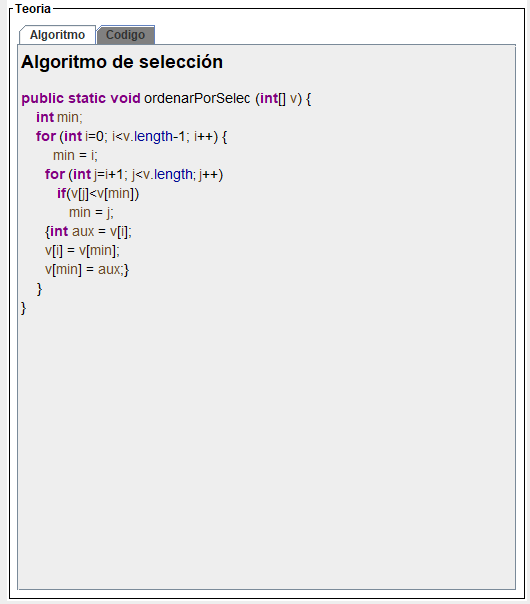 Teoria
Algoritmo Codigo
Algoritmo de selección
public static void ordenarPorSelec (int[] v) {
int min;
for (int i=0; i<v.length-1; i++) {
min = i;
for (int j=i+1; j<v.length; j++)
if(v[j]<v[min])
min = j;
{int aux = v[i];
v[i] = v[min];
v[min] = aux;}
}
}